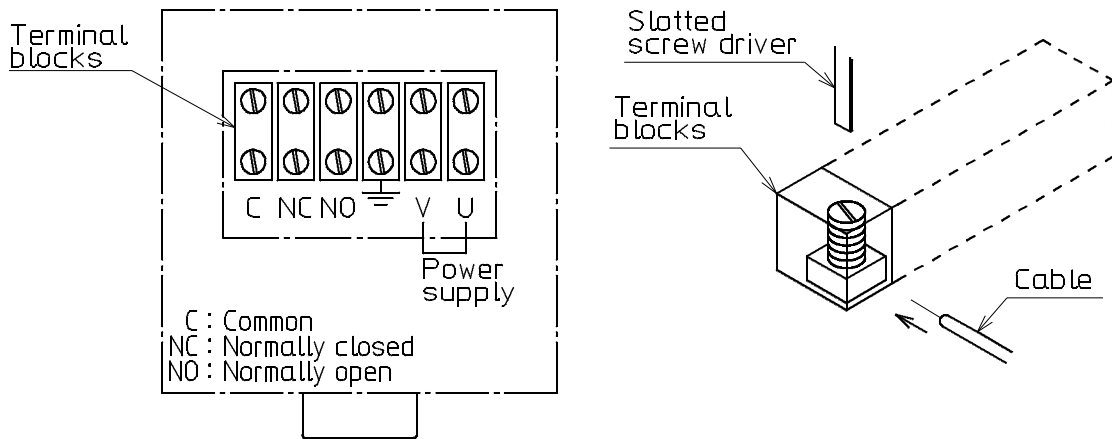 Terminal
blocks
C NC NO V U
Power
supply
C : Common
NC : Normally closed
NO : Normally open
Slotted
screw driver
Terminal
blocks
Cable